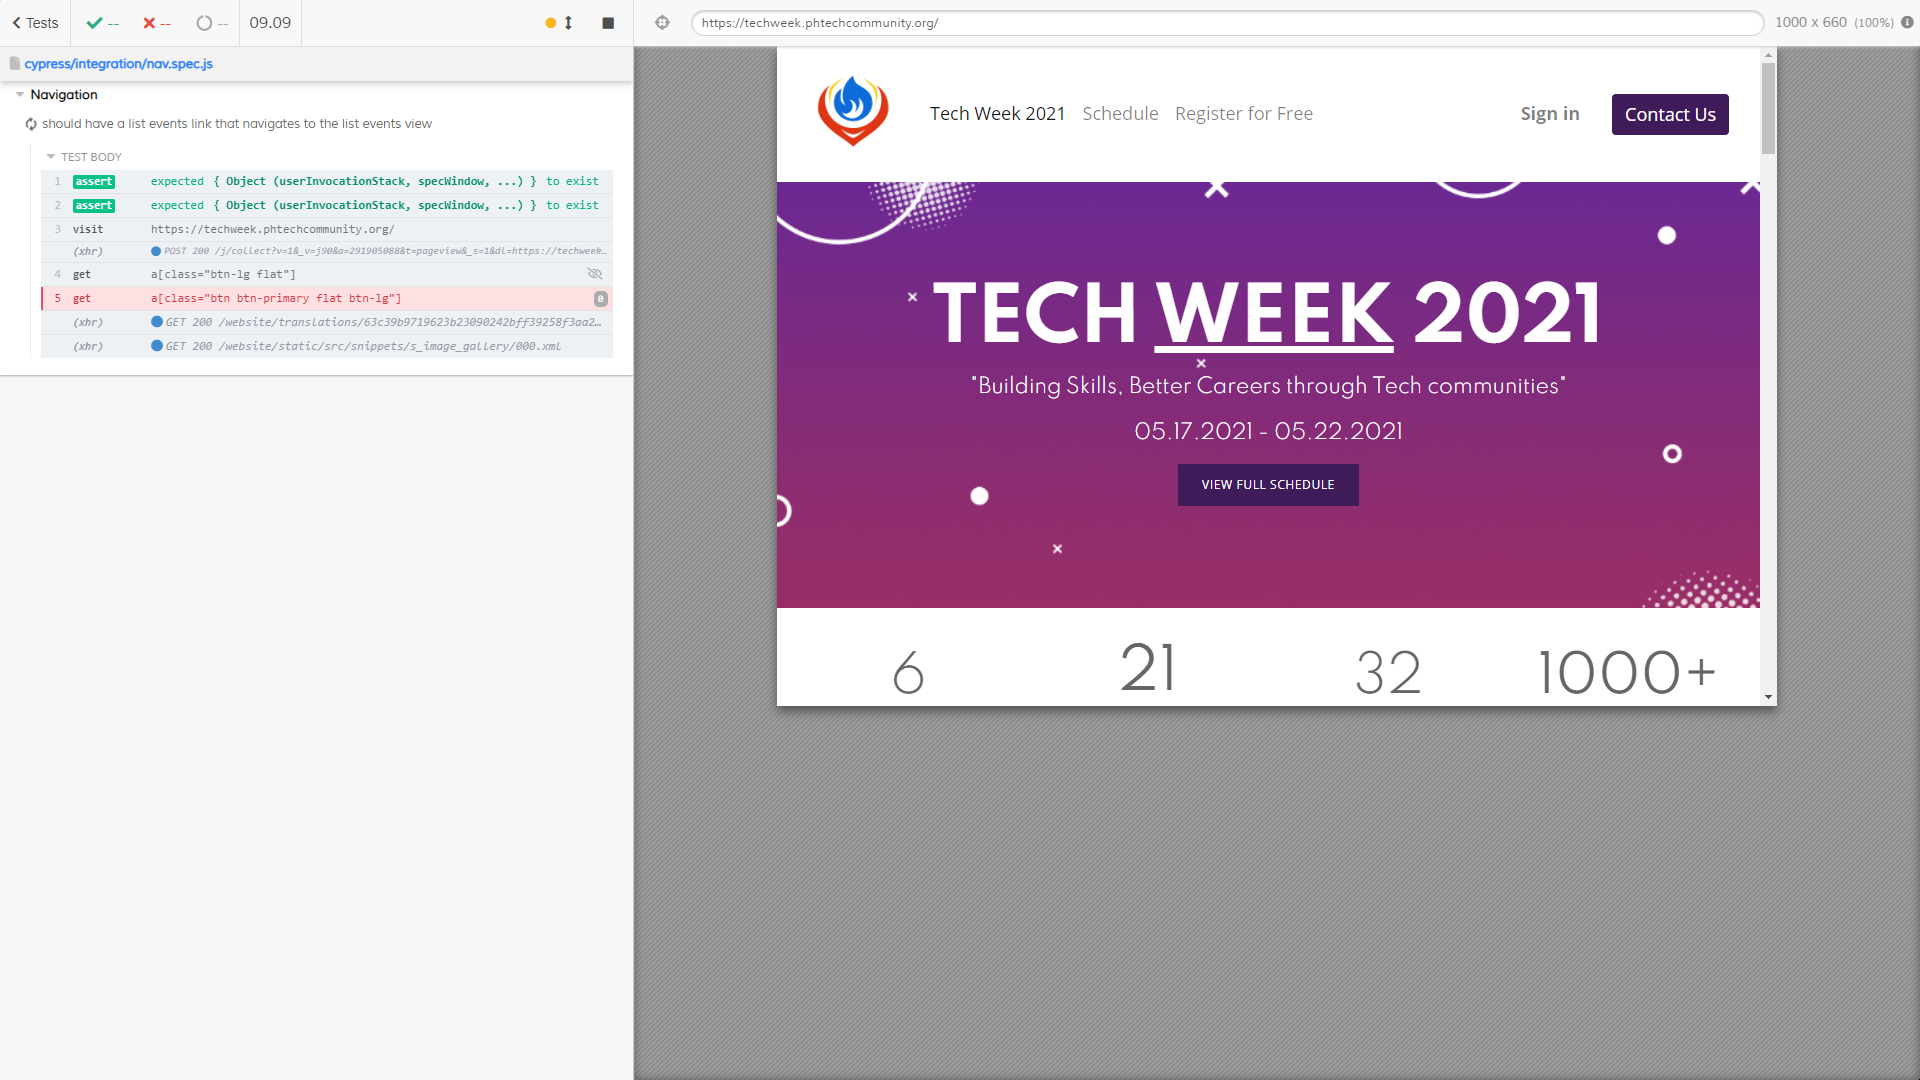 Tests -- -- -- 09.09
https://techweek.phtechcommunity.org/ 1000 x 660 (100%)
cypress/integration/nav.spec.js
Navigation
should have a list events link that navigates to the list events view
TEST BODY
1 assert expected { Object (userInvocationStack, specWindow, ...) } to exist
2 assert expected { Object (userInvocationStack, specWindow, ...) } to exist
3 visit https://techweek.phtechcommunity.org/
(xhr) POST 200 /j/collect?v=1&_v=j90&a=291905088&t=pageview&_s=1&dl=https://techweek...
4 get a[class="btn-lg flat"]
5 get a[class="btn btn-primary flat btn-lg"] 0
(xhr) GET 200 /website/translations/63c39b9719623b23090242bff39258f3aa2...
(xhr) GET 200 /website/static/src/snippets/s_image_gallery/000.xml
Tech Week 2021 Schedule Register for Free Sign in Contact Us
TECH WEEK 2021
"Building Skills, Better Careers through Tech communities"
05.17.2021 - 05.22.2021
VIEW FULL SCHEDULE
6 21 32 1000+